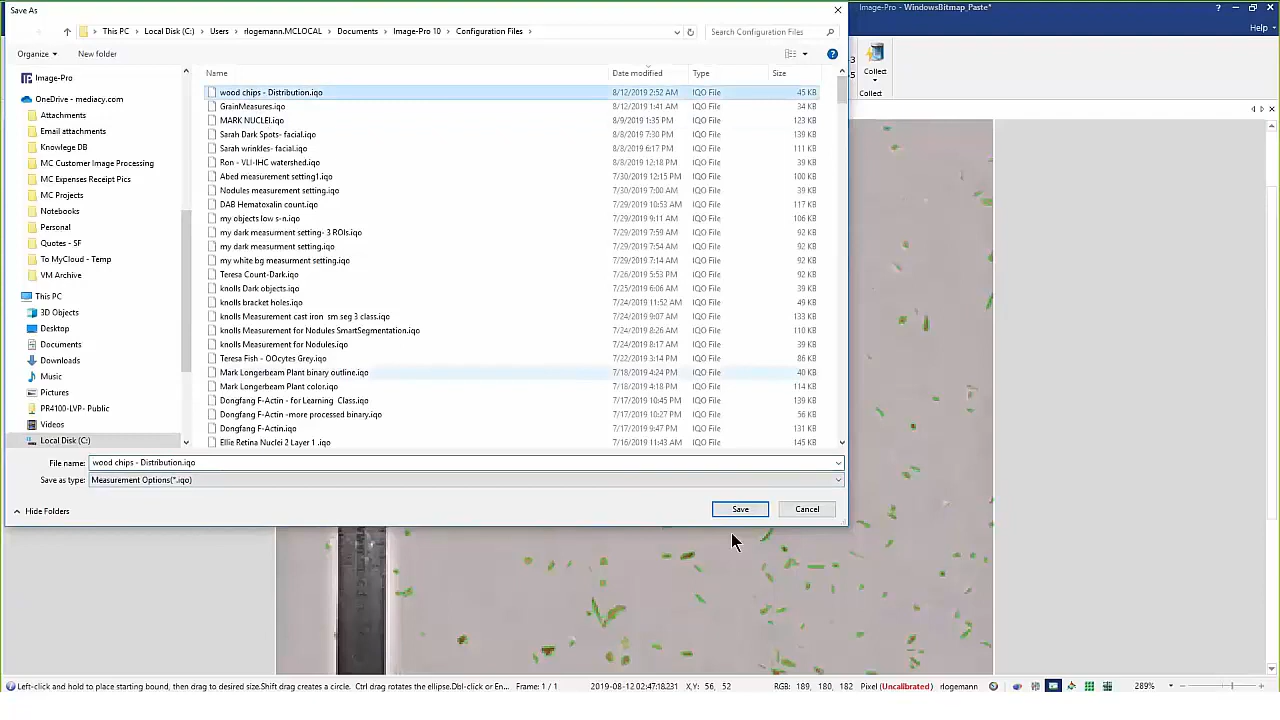 Save As
Image-Pro - WindowsBitmap_Paste*
This PC > Local Disk (C:) > Users > rlogemann.MCLOCAL > Documents > Image-Pro 10 > Configuration Files >
Search Configuration Files
Help
Organize
New folder
Collect
Collect
Name
Date modified
Type
Size
Image-Pro
OneDrive - mediacy.com
Attachments
Email attachments
Knowlege DB
MC Customer Image Processing
MC Expenses Receipt Pics
MC Projects
Notebooks
Personal
Quotes - SF
To MyCloud - Temp
VM Archive
This PC
3D Objects
Desktop
Documents
Downloads
Music
Pictures
PR4100-LVP- Public
Videos
Local Disk (C:)
wood chips - Distribution.iqo 8/12/2019 2:52 AM IQO File 45 KB
GrainMeasures.iqo 8/12/2019 1:41 AM IQO File 34 KB
MARK NUCLEI.iqo 8/9/2019 1:35 PM IQO File 123 KB
Sarah Dark Spots- facial.iqo 8/8/2019 7:30 PM IQO File 139 KB
Sarah wrinkles- facial.iqo 8/8/2019 6:17 PM IQO File 111 KB
Ron - VLI-IHC watershed.iqo 8/8/2019 12:18 PM IQO File 39 KB
Abed measurement setting1.iqo 7/30/2019 12:15 PM IQO File 100 KB
Nodules measurement setting.iqo 7/30/2019 7:00 AM IQO File 39 KB
DAB Hematoxalin count.iqo 7/29/2019 10:53 AM IQO File 117 KB
my objects low s-n.iqo 7/29/2019 9:11 AM IQO File 106 KB
my dark measurment setting- 3 ROIs.iqo 7/29/2019 7:59 AM IQO File 92 KB
my dark measurment setting.iqo 7/29/2019 7:54 AM IQO File 92 KB
my white bg measurment setting.iqo 7/29/2019 7:14 AM IQO File 92 KB
Teresa Count-Dark.iqo 7/26/2019 5:53 PM IQO File 92 KB
knolls Dark objects.iqo 7/25/2019 6:06 AM IQO File 39 KB
knolls bracket holes.iqo 7/24/2019 11:52 AM IQO File 49 KB
knolls Measurement cast iron sm seg 3 class.iqo 7/24/2019 9:07 AM IQO File 133 KB
knolls Measurement for Nodules SmartSegmentation.iqo 7/24/2019 8:26 AM IQO File 110 KB
knolls Measurement for Nodules.iqo 7/24/2019 8:17 AM IQO File 39 KB
Teresa Fish - OOcytes Grey.iqo 7/22/2019 3:14 PM IQO File 86 KB
Mark Longerbeam Plant binary outline.iqo 7/18/2019 4:24 PM IQO File 40 KB
Mark Longerbeam Plant color.iqo 7/18/2019 4:18 PM IQO File 114 KB
Dongfang F-Actin - for Learning Class.iqo 7/17/2019 10:45 PM IQO File 139 KB
Dongfang F-Actin -more processed binary.iqo 7/17/2019 10:27 PM IQO File 56 KB
Dongfang F-Actin.iqo 7/17/2019 9:47 PM IQO File 131 KB
Ellie Retina Nuclei 2 Layer 1 .iqo 7/16/2019 11:43 AM IQO File 145 KB
File name: wood chips - Distribution.iqo
Save as type: Measurement Options(*.iqo)
Hide Folders
Save
Cancel
Left-click and hold to place starting bound, then drag to desired size.Shift drag creates a circle. Ctrl drag rotates the ellipse.Dbl-click or En... Frame: 1 / 1 2019-08-12 02:47:18.231 X,Y: 56, 52 RGB: 189, 180, 182 Pixel (Uncalibrated) rlogemann 289%